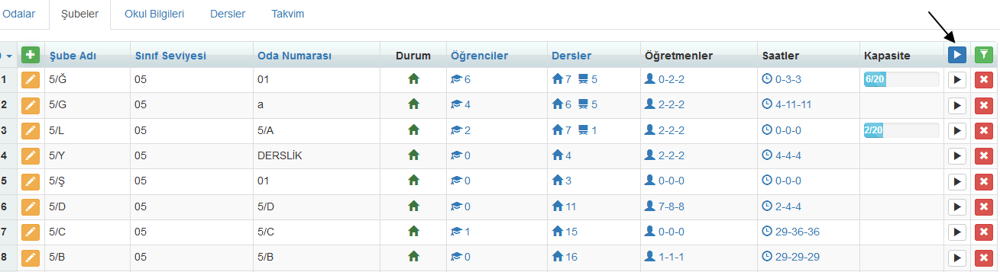 Odalar Şubeler Okul Bilgileri Dersler Takvim
Şube Adı Sınıf Seviyesi Oda Numarası Durum Öğrenciler Dersler Öğretmenler Saatler Kapasite
1 5/Ğ 05 01 6 7 5 0-2-2 0-3-3 6/20
2 5/G 05 a 4 6 5 2-2-2 4-11-11
3 5/L 05 5/A 2 7 1 2-2-2 0-0-0 2/20
4 5/Y 05 DERSLİK 0 4 2-2-2 4-4-4
5 5/Ş 05 01 0 3 0-0-0 0-0-0
6 5/D 05 5/D 0 11 7-8-8 2-4-4
7 5/C 05 5/C 1 15 0-0-0 29-36-36
8 5/B 05 5/B 0 16 1-1-1 29-29-29